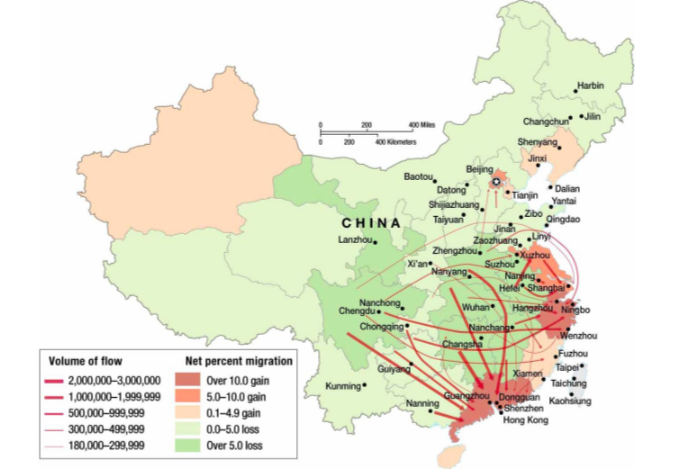 Harbin
Changchun
Jilin
0 200 400 Miles
0 200 400 Kilometers
Shenyang
Jinxi
Beijing
Baotou
Datong
Tianjin
Dalian
Shijiazhuang
Yantai
Taiyuan
Zibo
Qingdao
CHINA
Jinan
Lanzhou
Zaozhuang
Linyi
Zhengzhou
Xuzhou
Xi'an
Suzhou
Nanyang
Nanjing
Hefei
Shanghai
Nanchong
Wuhan
Hangzhou
Ningbo
Chengdu
Chongqing
Nanchang
Wenzhou
Changsha
Fuzhou
Guiyang
Xiamen
Taipei
Taichung
Kunming
Guangzhou
Dongguan
Kaohsiung
Nanning
Shenzhen
Hong Kong
Volume of flow
2,000,000–3,000,000
1,000,000–1,999,999
500,000–999,999
300,000–499,999
180,000–299,999
Net percent migration
Over 10.0 gain
5.0–10.0 gain
0.1–4.9 gain
0.0–5.0 loss
Over 5.0 loss